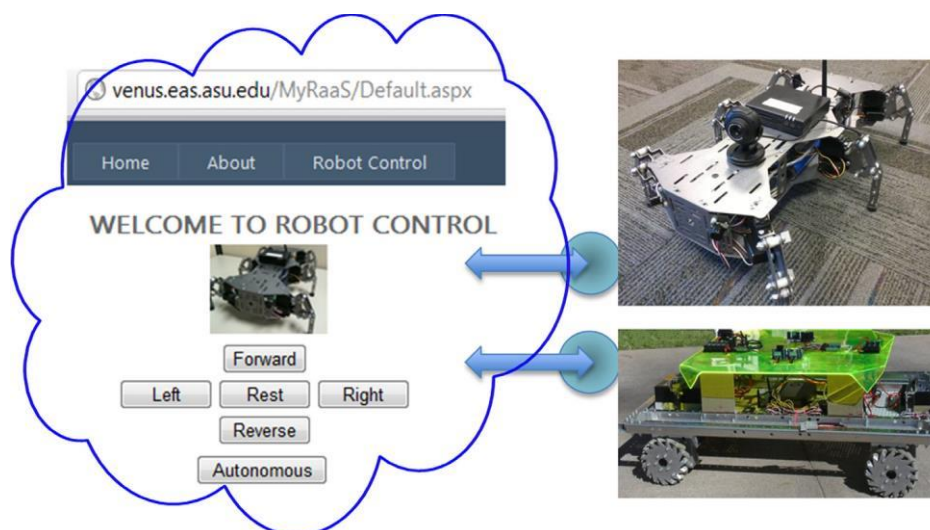 venus.eas.asu.edu/MyRaaS/Default.aspx
Home About Robot Control
WELCOME TO ROBOT CONTROL
Forward
Left Rest Right
Reverse
Autonomous